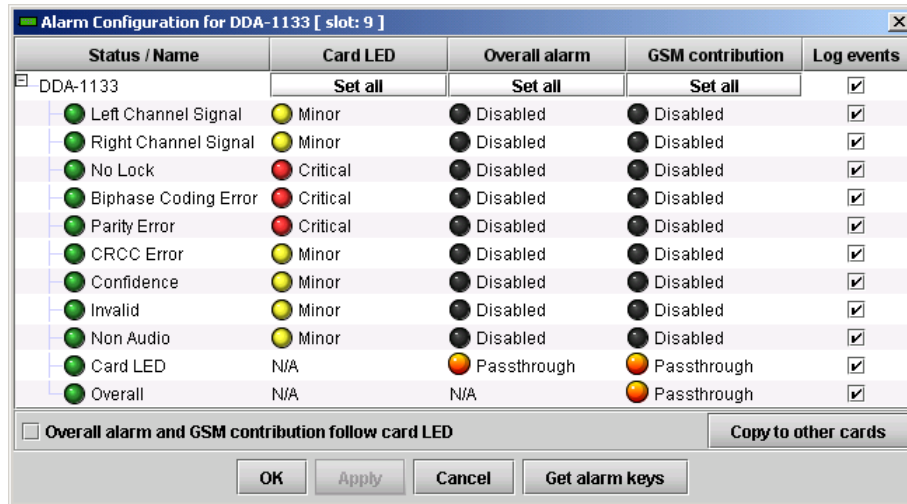 Alarm Configuration for DDA-1133 [ slot: 9 ]
Status / Name Card LED Overall alarm GSM contribution Log events
DDA-1133 Set all Set all Set all
Left Channel Signal Minor Disabled Disabled
Right Channel Signal Minor Disabled Disabled
No Lock Critical Disabled Disabled
Biphase Coding Error Critical Disabled Disabled
Parity Error Critical Disabled Disabled
CRCC Error Minor Disabled Disabled
Confidence Minor Disabled Disabled
Invalid Minor Disabled Disabled
Non Audio Minor Disabled Disabled
Card LED N/A Passthrough Passthrough
Overall N/A N/A Passthrough
Overall alarm and GSM contribution follow card LED Copy to other cards
OK Apply Cancel Get alarm keys